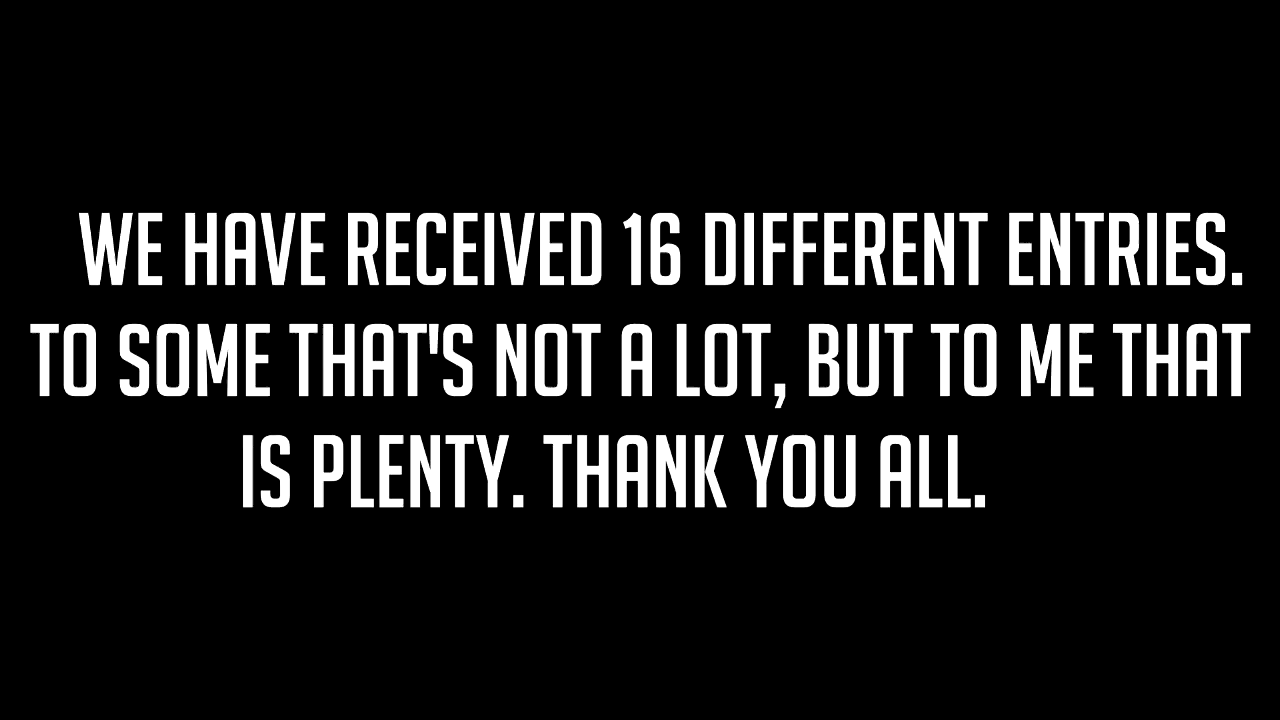 WE HAVE RECEIVED 16 DIFFERENT ENTRIES.
TO SOME THAT'S NOT A LOT, BUT TO ME THAT
IS PLENTY. THANK YOU ALL.